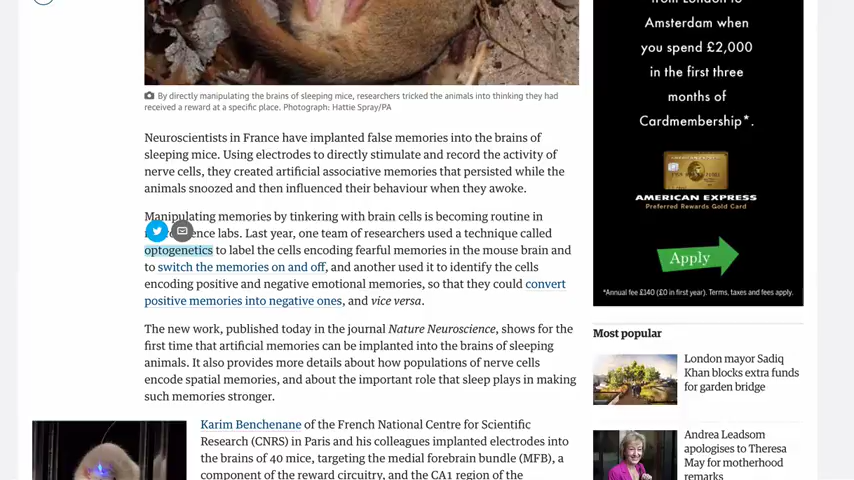 By directly manipulating the brains of sleeping mice, researchers tricked the animals into thinking they had
received a reward at a specific place. Photograph: Hattie Spray/PA
Neuroscientists in France have implanted false memories into the brains of
sleeping mice. Using electrodes to directly stimulate and record the activity of
nerve cells, they created artificial associative memories that persisted while the
animals snoozed and then influenced their behaviour when they awoke.
Manipulating memories by tinkering with brain cells is becoming routine in
labs. Last year, one team of researchers used a technique called
optogenetics to label the cells encoding fearful memories in the mouse brain and
to switch the memories on and off, and another used it to identify the cells
encoding positive and negative emotional memories, so that they could convert
positive memories into negative ones, and vice versa.
The new work, published today in the journal Nature Neuroscience, shows for the
first time that artificial memories can be implanted into the brains of sleeping
animals. It also provides more details about how populations of nerve cells
encode spatial memories, and about the important role that sleep plays in making
such memories stronger.
Karim Benchenane of the French National Centre for Scientific
Research (CNRS) in Paris and his colleagues implanted electrodes into
the brains of 40 mice, targeting the medial forebrain bundle (MFB), a
component of the reward circuitry, and the CA1 region of the
from London to
Amsterdam when
you spend £2,000
in the first three
months of
Cardmembership*.
AMERICAN EXPRESS
Preferred Rewards Gold Card
Apply
*Annual fee £140 (£0 in first year). Terms, taxes and fees apply.
Most popular
London mayor Sadiq
Khan blocks extra funds
for garden bridge
Andrea Leadsom
apologises to Theresa
May for motherhood
remarks